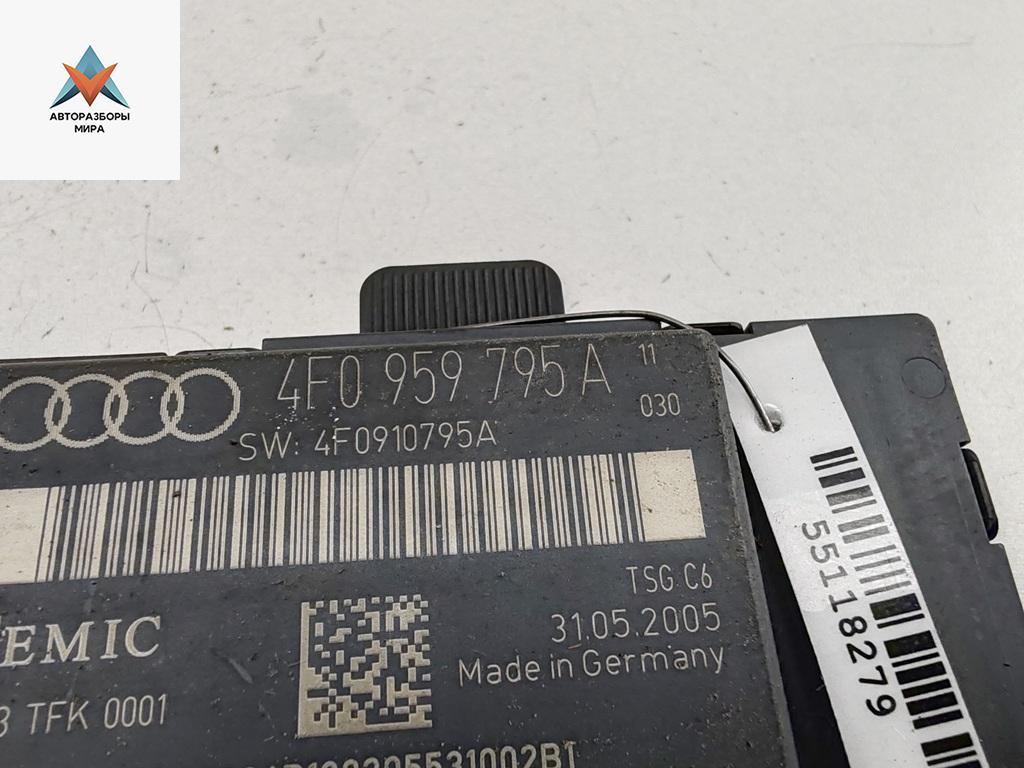 АВТОРАЗБОРЫ
МИРА
4F0 959 795 A 11
030
SW: 4F0910795A
TSG C6
31.05.2005
EMIC
Made in Germany
TFK 0001
55118279